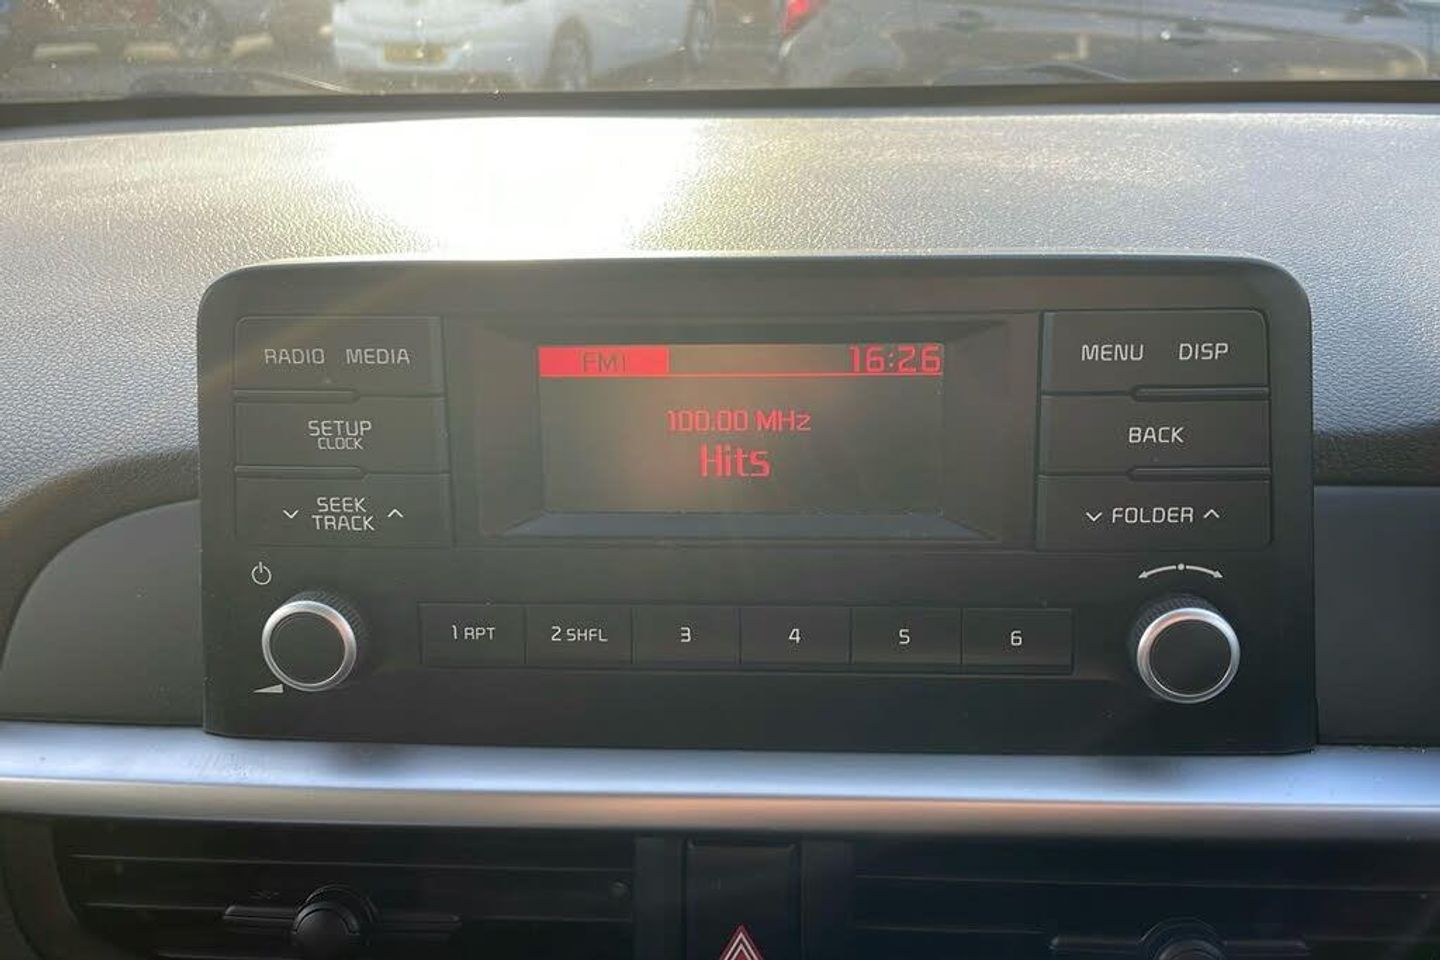 RADIO MEDIA
SETUP
CLOCK
SEEK
TRACK
FM1 16:26
100.00 MHz
Hits
MENU DISP
BACK
FOLDER
1 RPT 2 SHFL 3 4 5 6